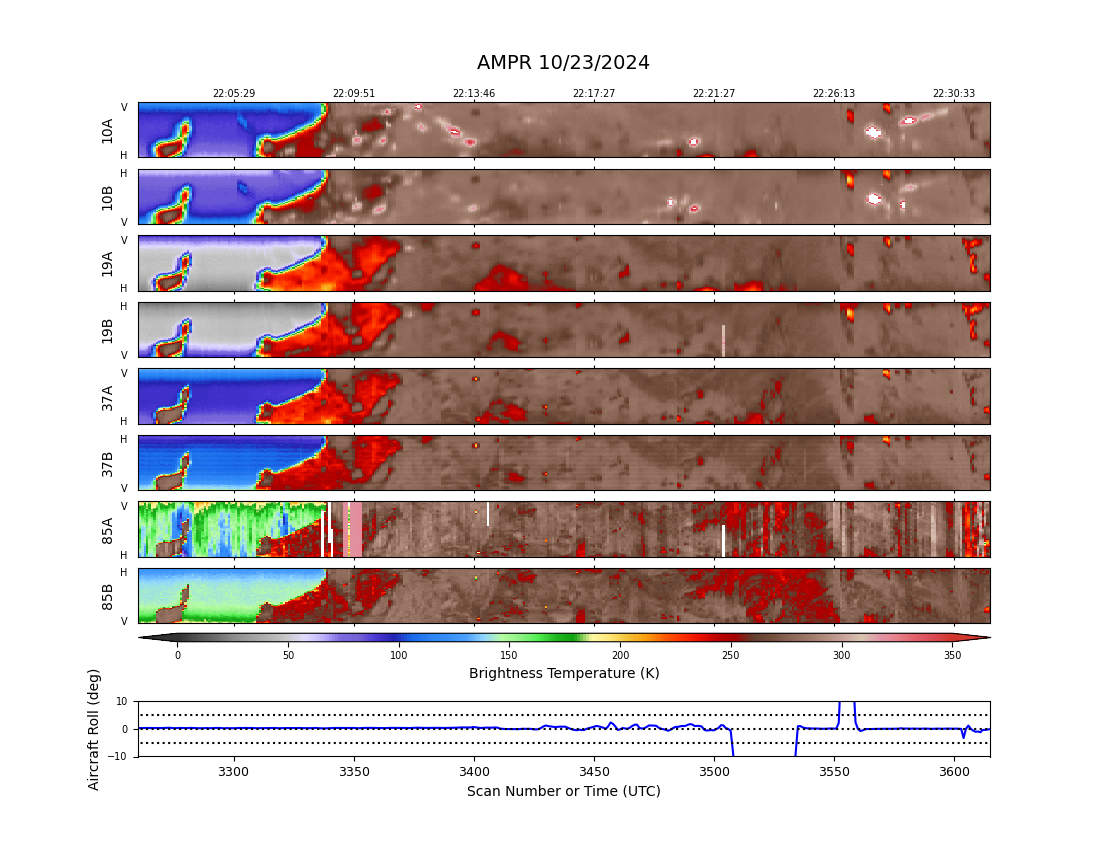 AMPR 10/23/2024
22:05:29 22:09:51 22:13:46 22:17:27 22:21:27 22:26:13 22:30:33
V
10A
H
H
10B
V
V
19A
H
H
19B
V
V
37A
H
H
37B
V
V
85A
H
H
85B
V
0 50 100 150 200 250 300 350
Brightness Temperature (K)
Aircraft Roll (deg)
10
0
−10
3300 3350 3400 3450 3500 3550 3600
Scan Number or Time (UTC)